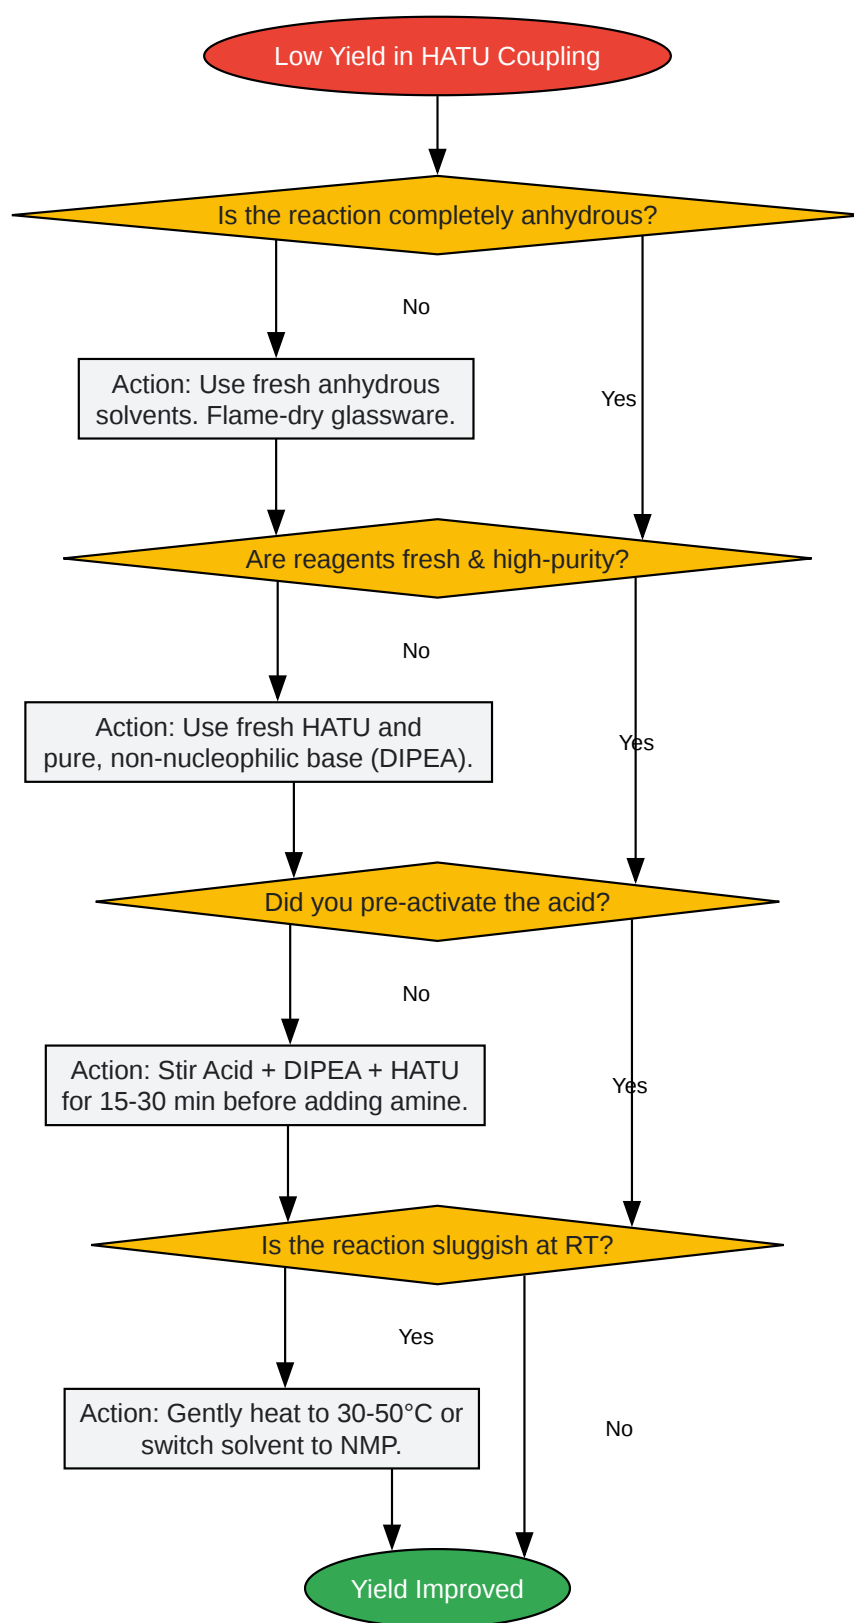 Low Yield in HATU Coupling
Is the reaction completely anhydrous?
No
Action: Use fresh anhydrous
solvents. Flame-dry glassware.
Yes
Are reagents fresh & high-purity?
No
Action: Use fresh HATU and
pure, non-nucleophilic base (DIPEA).
Yes
Did you pre-activate the acid?
No
Action: Stir Acid + DIPEA + HATU
for 15-30 min before adding amine.
Yes
Is the reaction sluggish at RT?
Yes
Action: Gently heat to 30-50°C or
switch solvent to NMP.
No
Yield Improved